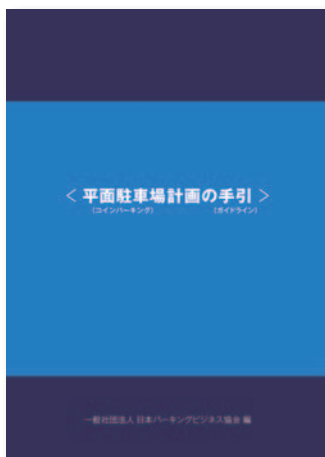 ＜平面駐車場計画の手引＞
（コインパーキング）　（ガイドライン）
一般社団法人 日本パーキングビジネス協会 編